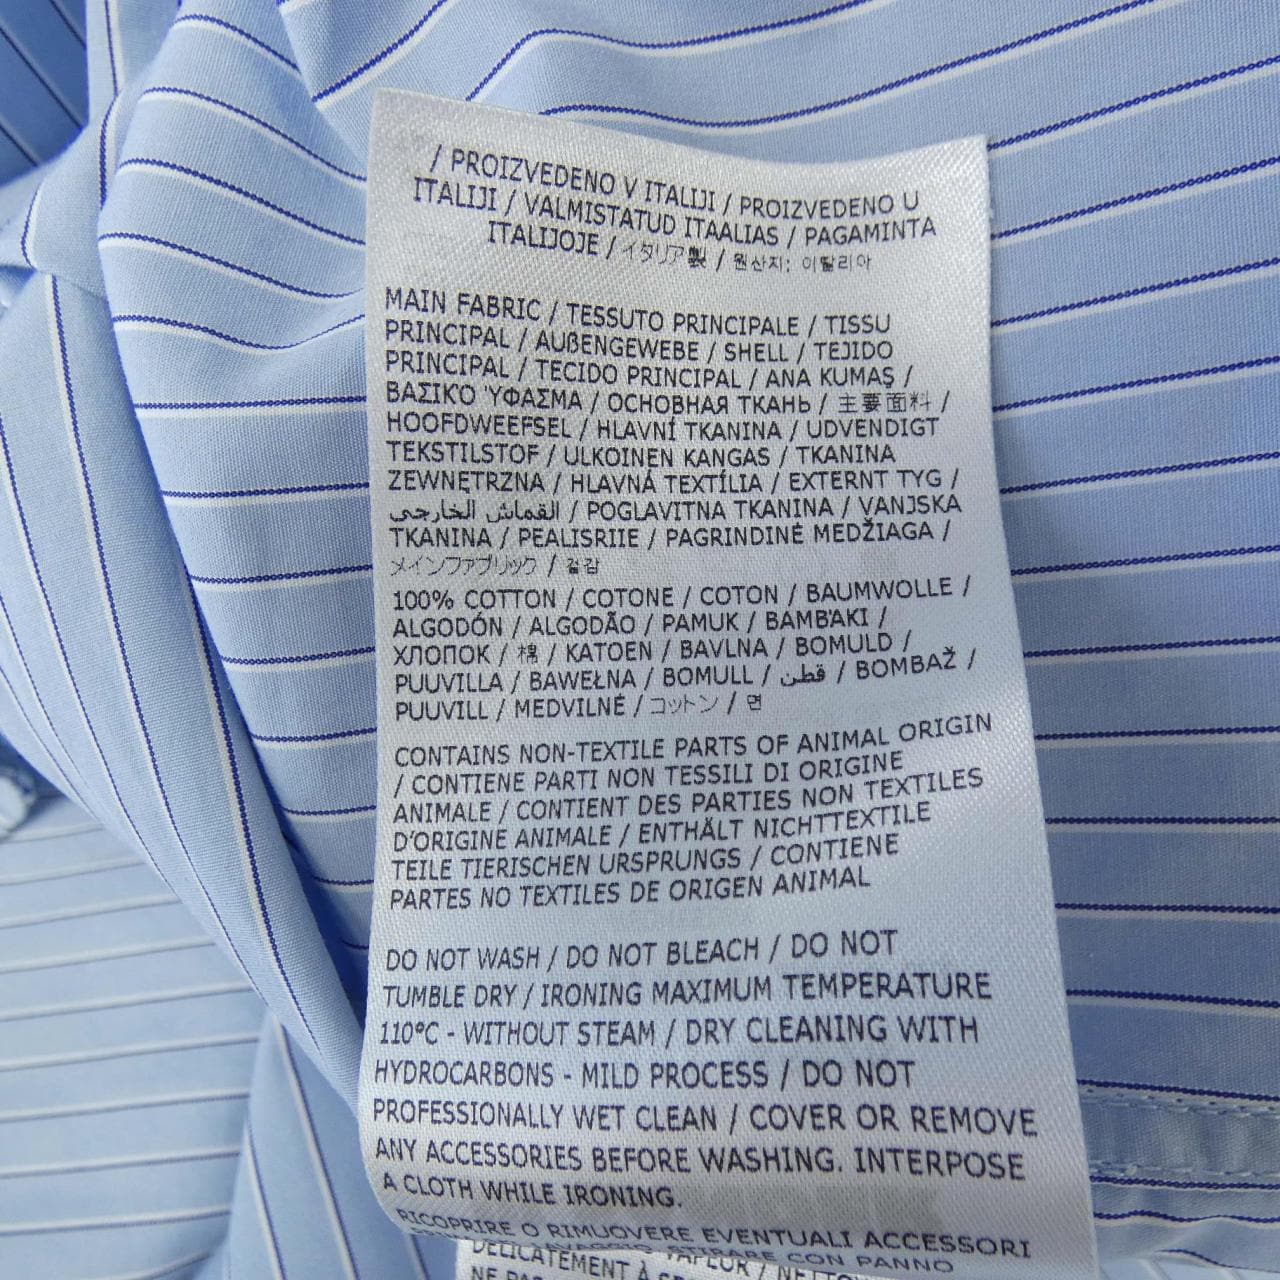 / PROIZVEDENO V ITALIJI / PROIZVEDENO U
ITALIJI / VALMISTATUD ITAALIAS / PAGAMINTA
ITALIJOJE / イタリア製 / 원산지: 이탈리아
MAIN FABRIC / TESSUTO PRINCIPALE / TISSU
PRINCIPAL / AUßENGEWEBE / SHELL / TEJIDO
PRINCIPAL / TECIDO PRINCIPAL / ANA KUMAŞ /
ΒΑΣΙΚΌ ΎΦΑΣΜΑ / ОСНОВНАЯ ТКАНЬ / 主要面料 /
HOOFDWEEFSEL / HLAVNÍ TKANINA / UDVENDIGT
TEKSTILSTOF / ULKOINEN KANGAS / TKANINA
ZEWNĘTRZNA / HLAVNÁ TEXTÍLIA / EXTERNT TYG /
القماش الخارجي / POGLAVITNA TKANINA / VANJSKA
TKANINA / PEALISRIIE / PAGRINDINĖ MEDŽIAGA /
メインファブリック / 겉감
100% COTTON / COTONE / COTON / BAUMWOLLE /
ALGODÓN / ALGODÃO / PAMUK / ΒΑΜΒΆΚΙ /
ХЛОПОК / 棉 / KATOEN / BAVLNA / BOMULD /
PUUVILLA / BAWEŁNA / BOMULL / قطن / BOMBAŽ /
PUUVILL / MEDVILNĖ / コットン / 면
CONTAINS NON-TEXTILE PARTS OF ANIMAL ORIGIN
/ CONTIENE PARTI NON TESSILI DI ORIGINE
ANIMALE / CONTIENT DES PARTIES NON TEXTILES
D'ORIGINE ANIMALE / ENTHÄLT NICHTTEXTILE
TEILE TIERISCHEN URSPRUNGS / CONTIENE
PARTES NO TEXTILES DE ORIGEN ANIMAL
DO NOT WASH / DO NOT BLEACH / DO NOT
TUMBLE DRY / IRONING MAXIMUM TEMPERATURE
110°C - WITHOUT STEAM / DRY CLEANING WITH
HYDROCARBONS - MILD PROCESS / DO NOT
PROFESSIONALLY WET CLEAN / COVER OR REMOVE
ANY ACCESSORIES BEFORE WASHING. INTERPOSE
A CLOTH WHILE IRONING.
RICOPRIRE O RIMUOVERE EVENTUALI ACCESSORI
STIRARE CON PANNO
DELICATEMENT À VAPEUR /
NE PAS